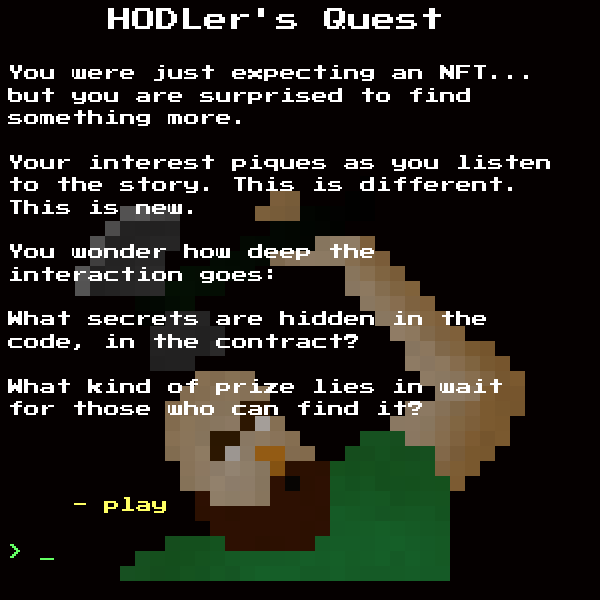 HODLer's Quest
You were just expecting an NFT...
but you are surprised to find
something more.
Your interest piques as you listen
to the story. This is different.
This is new.
You wonder how deep the
interaction goes:
What secrets are hidden in the
code, in the contract?
What kind of prize lies in wait
for those who can find it?
- play
> _